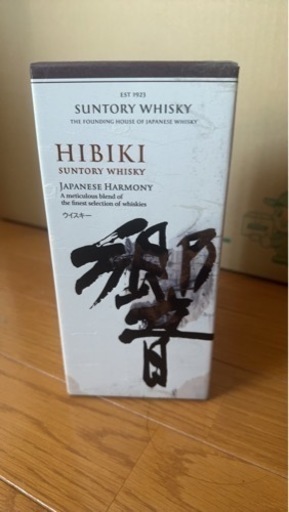 EST 1923
SUNTORY WHISKY
THE FOUNDING HOUSE OF JAPANESE WHISKY
HIBIKI
SUNTORY WHISKY
JAPANESE HARMONY
A meticulous blend of
the finest selection of whiskies
ウイスキー
響